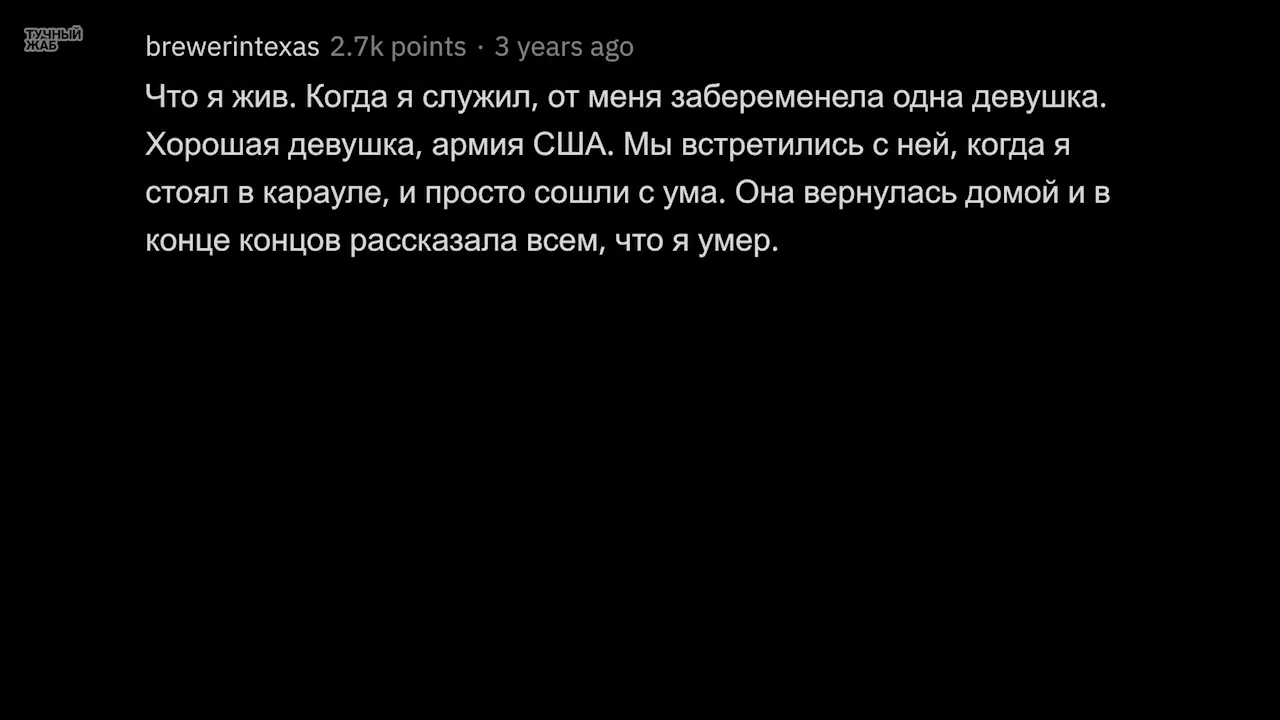 ТУЧНЫЙ
ЖАБ
brewerintexas 2.7k points · 3 years ago
Что я жив. Когда я служил, от меня забеременела одна девушка.
Хорошая девушка, армия США. Мы встретились с ней, когда я
стоял в карауле, и просто сошли с ума. Она вернулась домой и в
конце концов рассказала всем, что я умер.